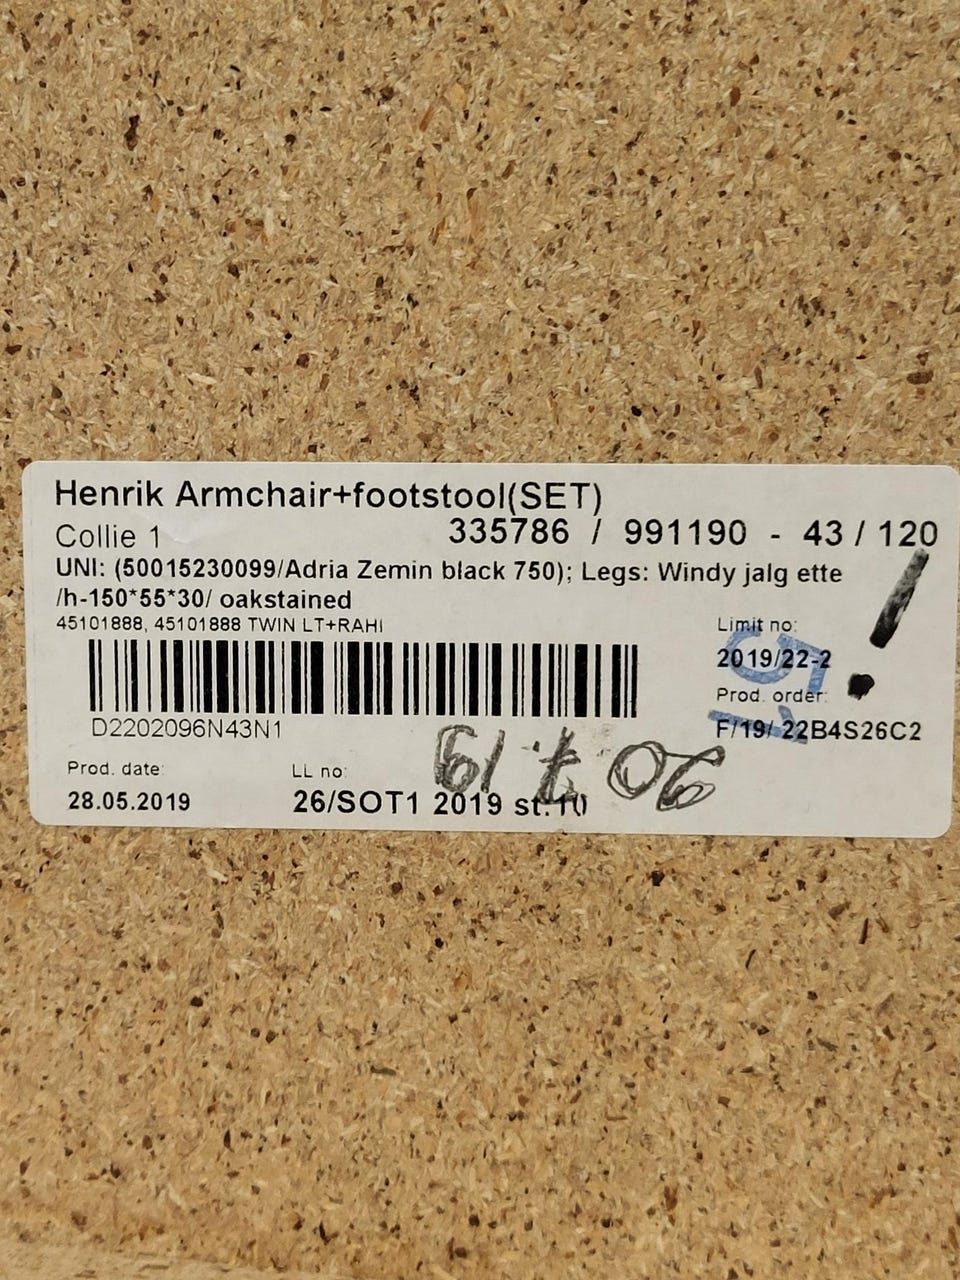 Henrik Armchair+footstool(SET)
Collie 1
335786 / 991190 - 43 / 120
UNI: (50015230099/Adria Zemin black 750); Legs: Windy jalg ette
/h-150*55*30/ oakstained
45101888, 45101888 TWIN LT+RAHI
Limit no:
2019/22-2
Prod. order:
F/19/ 22B4S26C2
D2202096N43N1
Prod. date:
28.05.2019
LL no:
26/SOT1 2019 st.10
!